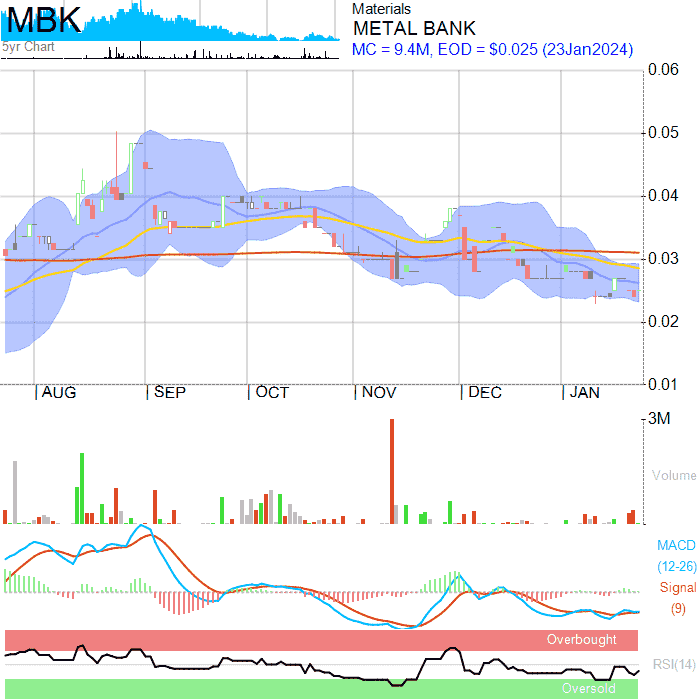 MBK
5yr Chart
Materials
METAL BANK
MC = 9.4M, EOD = $0.025 (23Jan2024)
0.06
0.05
0.04
0.03
0.02
0.01
AUG SEP OCT NOV DEC JAN
3M
Volume
MACD
(12-26)
Signal
(9)
Overbought
RSI(14)
Oversold